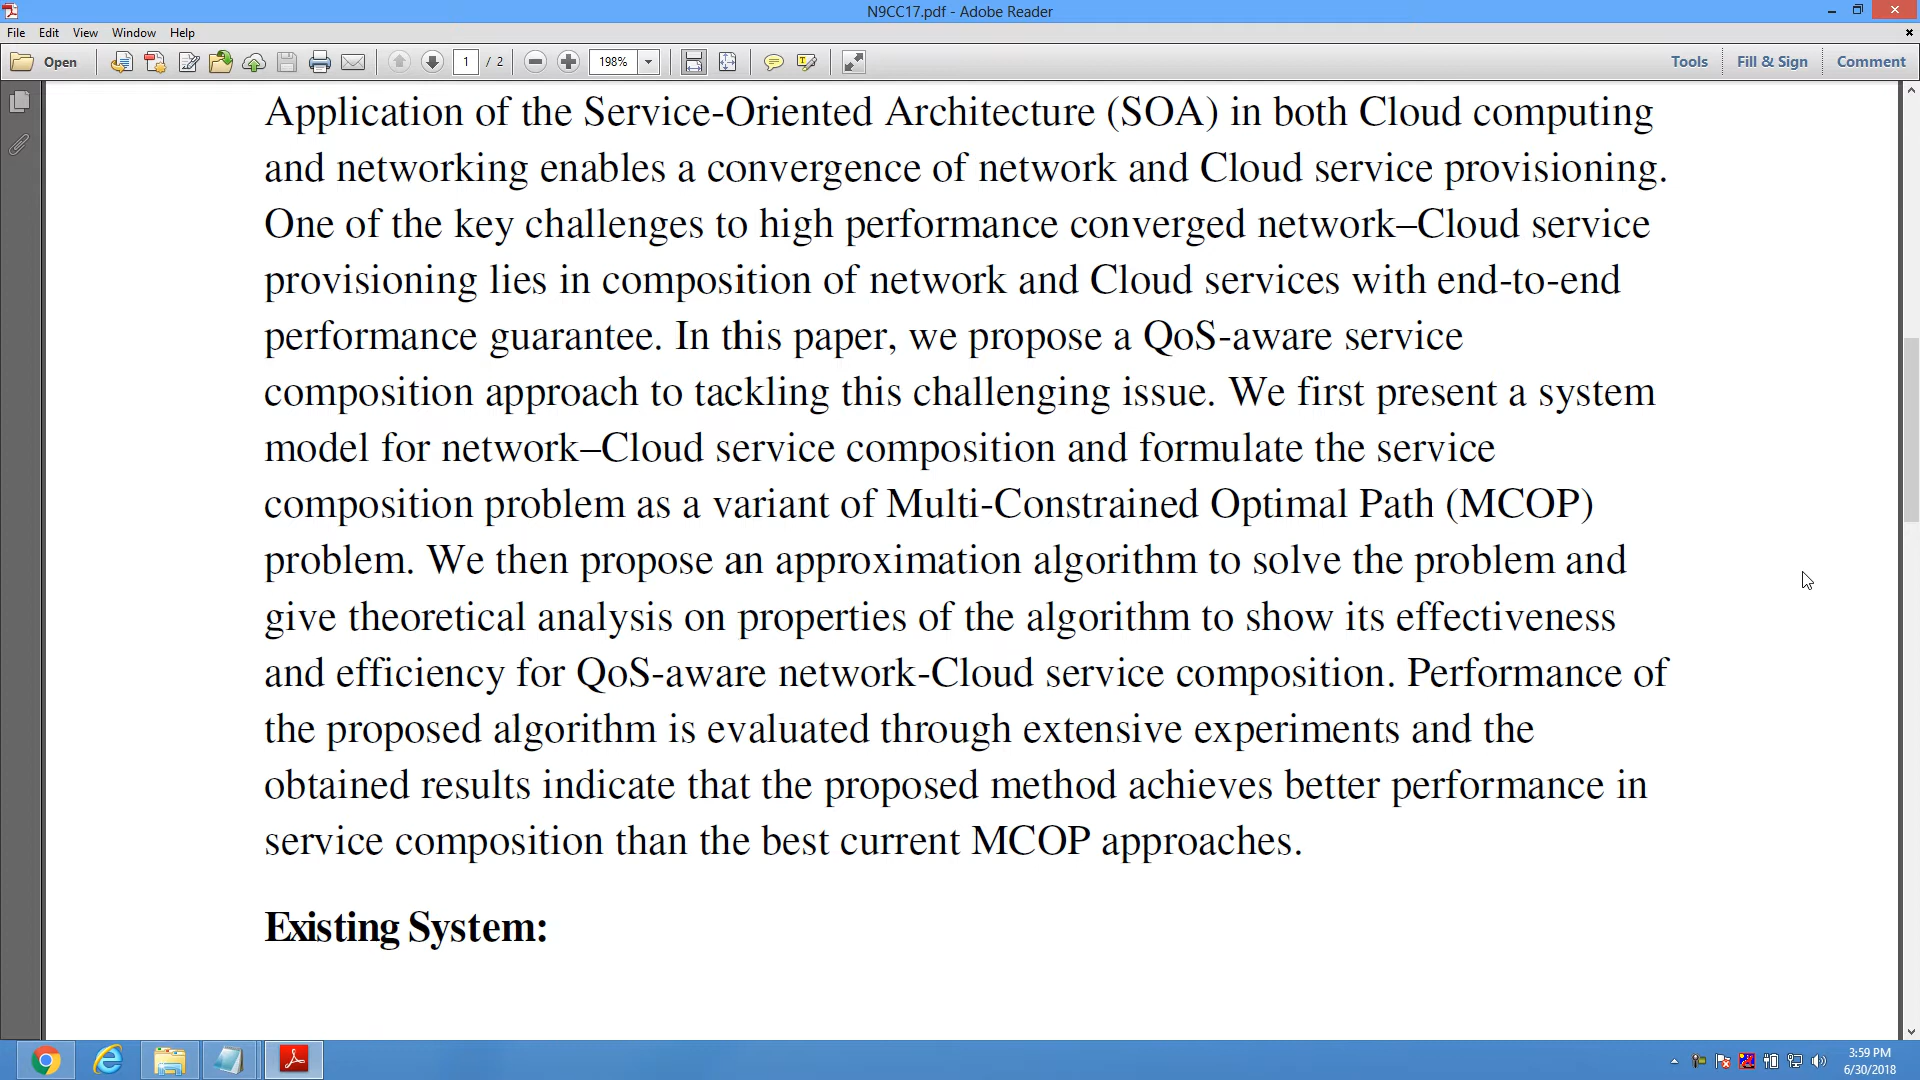 N9CC17.pdf - Adobe Reader
File Edit View Window Help
Open 1 / 2 198% Tools Fill & Sign Comment
Application of the Service-Oriented Architecture (SOA) in both Cloud computing
and networking enables a convergence of network and Cloud service provisioning.
One of the key challenges to high performance converged network–Cloud service
provisioning lies in composition of network and Cloud services with end-to-end
performance guarantee. In this paper, we propose a QoS-aware service
composition approach to tackling this challenging issue. We first present a system
model for network–Cloud service composition and formulate the service
composition problem as a variant of Multi-Constrained Optimal Path (MCOP)
problem. We then propose an approximation algorithm to solve the problem and
give theoretical analysis on properties of the algorithm to show its effectiveness
and efficiency for QoS-aware network-Cloud service composition. Performance of
the proposed algorithm is evaluated through extensive experiments and the
obtained results indicate that the proposed method achieves better performance in
service composition than the best current MCOP approaches.
Existing System:
3:59 PM
6/30/2018